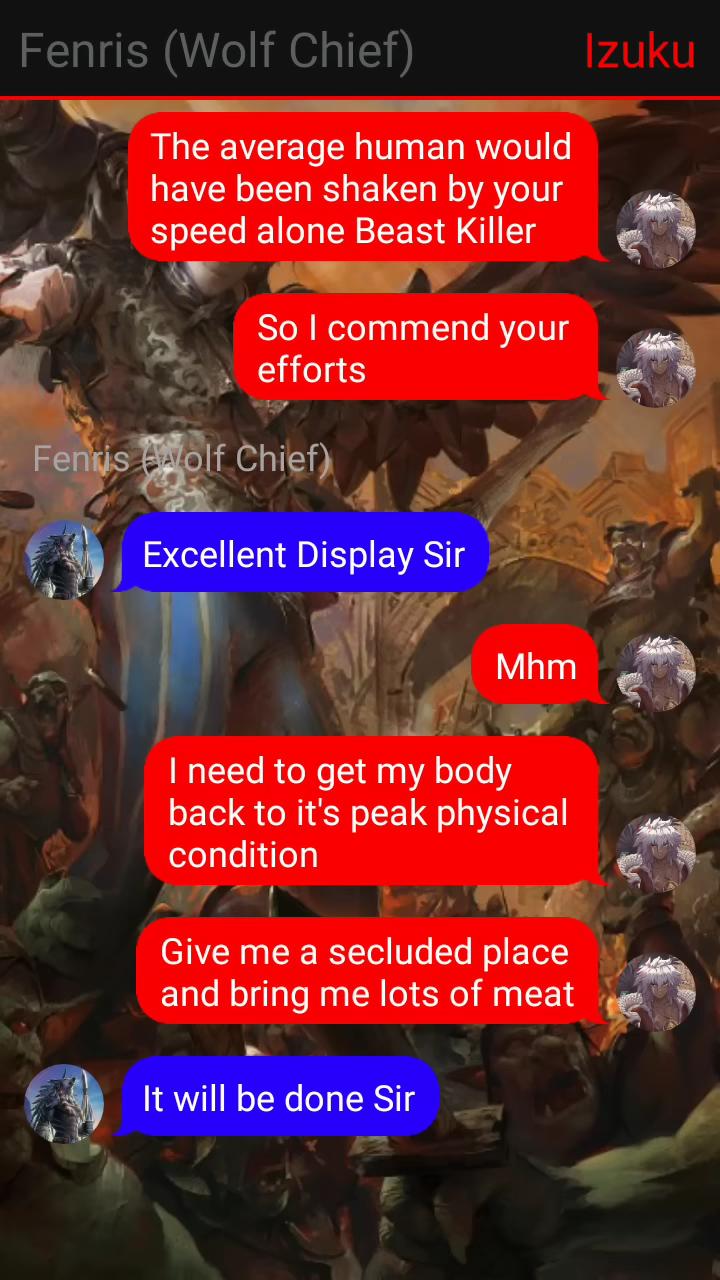 Fenris (Wolf Chief) Izuku
The average human would
have been shaken by your
speed alone Beast Killer
So I commend your
efforts
Fenris (Wolf Chief)
Excellent Display Sir
Mhm
I need to get my body
back to it's peak physical
condition
Give me a secluded place
and bring me lots of meat
It will be done Sir